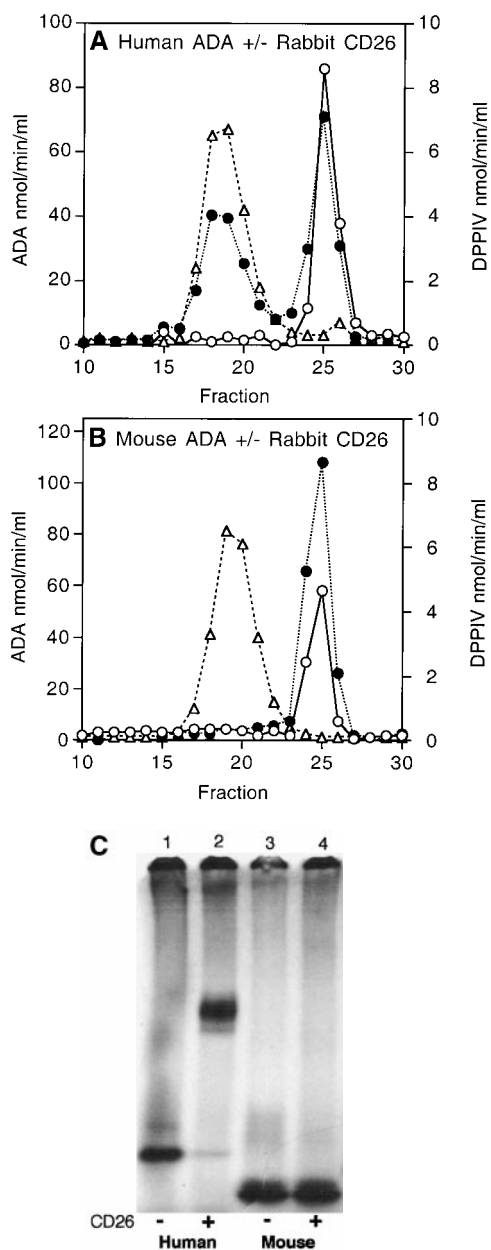 A Human ADA +/- Rabbit CD26
100
80
60
40
20
0
10
8
6
4
2
0
ADA nmol/min/ml
DPPIV nmol/min/ml
10 15 20 25 30
Fraction
B Mouse ADA +/- Rabbit CD26
120
100
80
60
40
20
0
10
8
6
4
2
0
ADA nmol/min/ml
DPPIV nmol/min/ml
10 15 20 25 30
Fraction
C
1 2 3 4
CD26 - + - +
Human Mouse